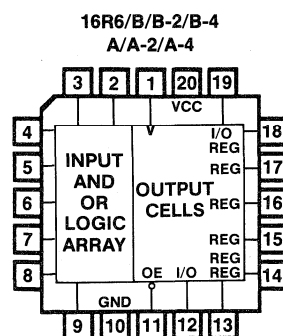 16R6/B/B-2/B-4
A/A-2/A-4
3 2 1 20 19
VCC
4 V I/O 18
REG
5 INPUT REG 17
AND OUTPUT
6 OR CELLS REG 16
LOGIC
7 ARRAY REG 15
REG
8 OE I/O REG 14
GND
9 10 11 12 13